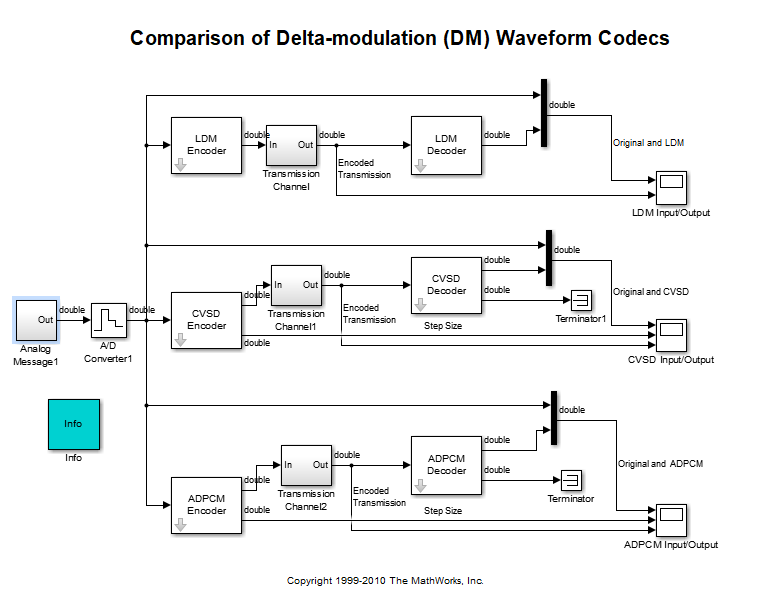 Comparison of Delta-modulation (DM) Waveform Codecs
double
LDM
Encoder
double
In Out
double
Transmission
Channel
Encoded
Transmission
LDM
Decoder
double
Original and LDM
LDM Input/Output
double
Out
double
Analog
Message1
A/D
Converter1
double
CVSD
Encoder
double
double
In Out
double
Transmission
Channel1
Encoded
Transmission
CVSD
Decoder
double
double
Step Size
Terminator1
Original and CVSD
CVSD Input/Output
Info
Info
double
ADPCM
Encoder
double
double
In Out
double
Transmission
Channel2
Encoded
Transmission
ADPCM
Decoder
double
double
Step Size
Terminator
Original and ADPCM
ADPCM Input/Output
Copyright 1999-2010 The MathWorks, Inc.